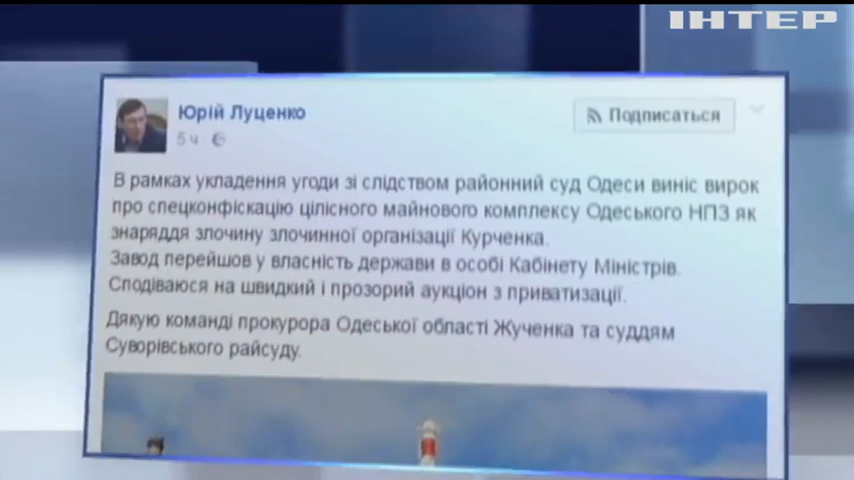 ІНТЕР
Юрій Луценко
Подписаться
5 ч
В рамках укладення угоди зі слідством районний суд Одеси виніс вирок
про спецконфіскацію цілісного майнового комплексу Одеського НПЗ як
знаряддя злочину злочинної організації Курченка.
Завод перейшов у власність держави в особі Кабінету Міністрів.
Сподіваюся на швидкий і прозорий аукціон з приватизації.
Дякую команді прокурора Одеської області Жученка та суддям
Суворівського райсуду.